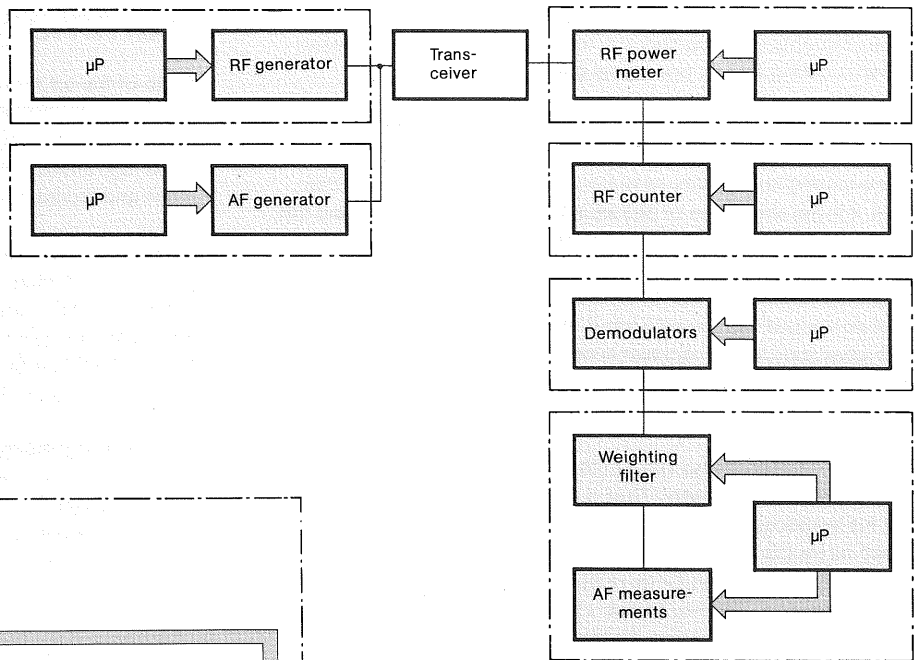 µP
RF generator
Trans-
ceiver
RF power
meter
µP
µP
AF generator
RF counter
µP
Demodulators
µP
Weighting
filter
µP
AF measure-
ments